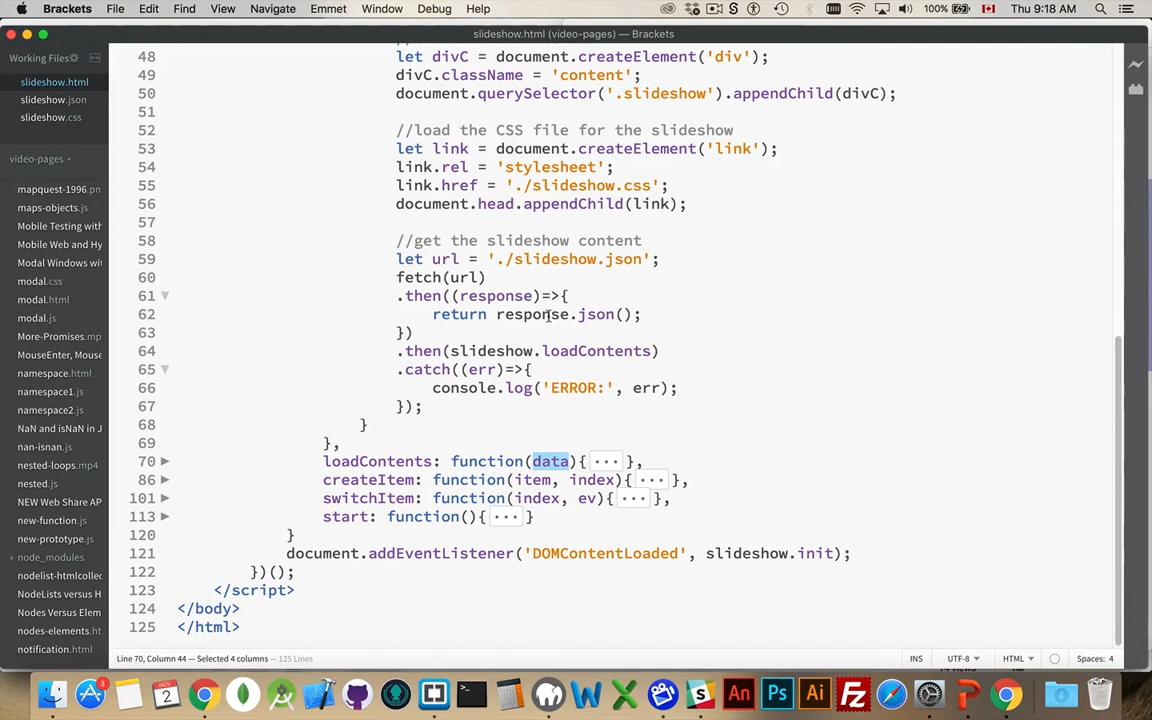 Brackets File Edit Find View Navigate Emmet Window Debug Help 100% Thu 9:18 AM
slideshow.html (video-pages) — Brackets
Working Files
slideshow.html
slideshow.json
slideshow.css
video-pages
mapquest-1996.pn
maps-objects.js
Mobile Testing with
Mobile Web and Hy
Modal Windows wi
modal.css
modal.html
modal.js
More-Promises.mp
MouseEnter, Mouse
namespace.html
namespace1.js
namespace2.js
NaN and isNaN in J
nan-isnan.js
nested-loops.mp4
nested.js
NEW Web Share AP
new-function.js
new-prototype.js
node_modules
nodelist-htmlcollec
NodeLists versus H
Nodes Versus Elem
nodes-elements.ht
notification.html
48 let divC = document.createElement('div');
49 divC.className = 'content';
50 document.querySelector('.slideshow').appendChild(divC);
51
52 //load the CSS file for the slideshow
53 let link = document.createElement('link');
54 link.rel = 'stylesheet';
55 link.href = './slideshow.css';
56 document.head.appendChild(link);
57
58 //get the slideshow content
59 let url = './slideshow.json';
60 fetch(url)
61 .then((response)=>{
62 return response.json();
63 })
64 .then(slideshow.loadContents)
65 .catch((err)=>{
66 console.log('ERROR:', err);
67 });
68 }
69 },
70 loadContents: function(data){ ··· },
86 createItem: function(item, index){ ··· },
101 switchItem: function(index, ev){ ··· },
113 start: function(){ ··· }
120 }
121 document.addEventListener('DOMContentLoaded', slideshow.init);
122 })();
123 </script>
124 </body>
125 </html>
Line 70, Column 44 — Selected 4 columns — 125 Lines INS UTF-8 HTML Spaces: 4
3 NOV 2 An Ps Ai Fz